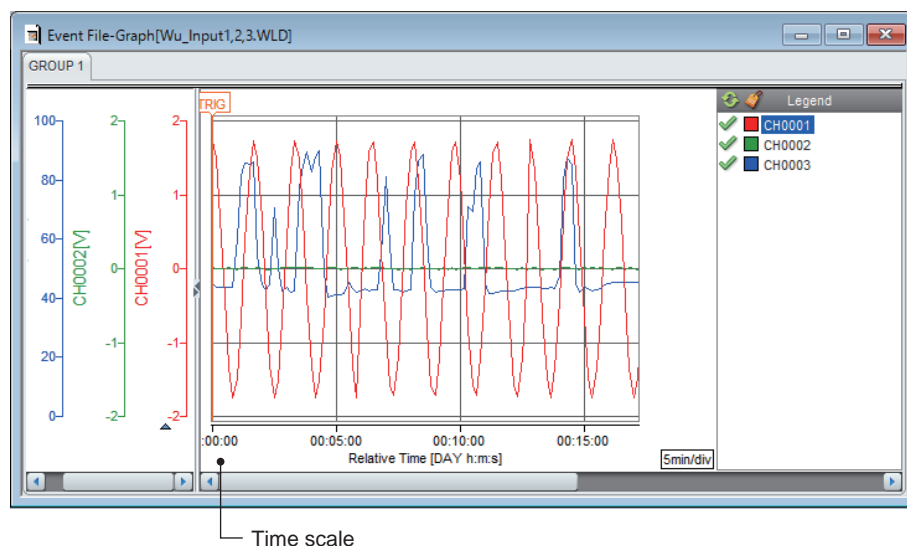 Event File-Graph[Wu_Input1,2,3.WLD]
GROUP 1
TRIG
Legend
CH0001
CH0002
CH0003
100
80
60
40
20
0
CH0002[V]
2
1
0
-1
-2
CH0001[V]
2
1
0
-1
-2
:00:00
00:05:00
00:10:00
00:15:00
Relative Time [DAY h:m:s]
5min/div
Time scale